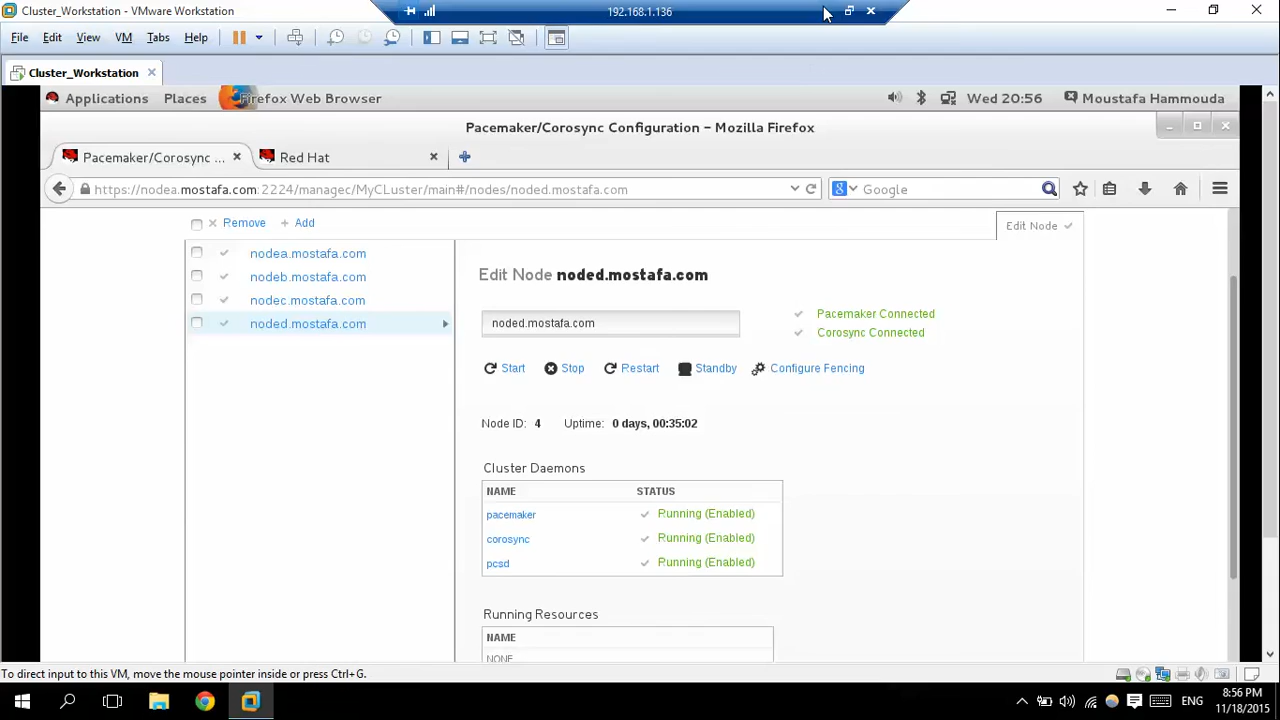 Cluster_Workstation - VMware Workstation
192.168.1.136
File Edit View VM Tabs Help
Cluster_Workstation
Applications Places Firefox Web Browser Wed 20:56 Moustafa Hammouda
Pacemaker/Corosync Configuration - Mozilla Firefox
Pacemaker/Corosync ... Red Hat
https://nodea.mostafa.com:2224/managec/MyCLuster/main#/nodes/noded.mostafa.com Google
Remove Add Edit Node
nodea.mostafa.com
nodeb.mostafa.com
nodec.mostafa.com
noded.mostafa.com
Edit Node noded.mostafa.com
noded.mostafa.com
Pacemaker Connected
Corosync Connected
Start Stop Restart Standby Configure Fencing
Node ID: 4 Uptime: 0 days, 00:35:02
Cluster Daemons
NAME STATUS
pacemaker Running (Enabled)
corosync Running (Enabled)
pcsd Running (Enabled)
Running Resources
NAME
NONE
To direct input to this VM, move the mouse pointer inside or press Ctrl+G.
ENG
8:56 PM
11/18/2015